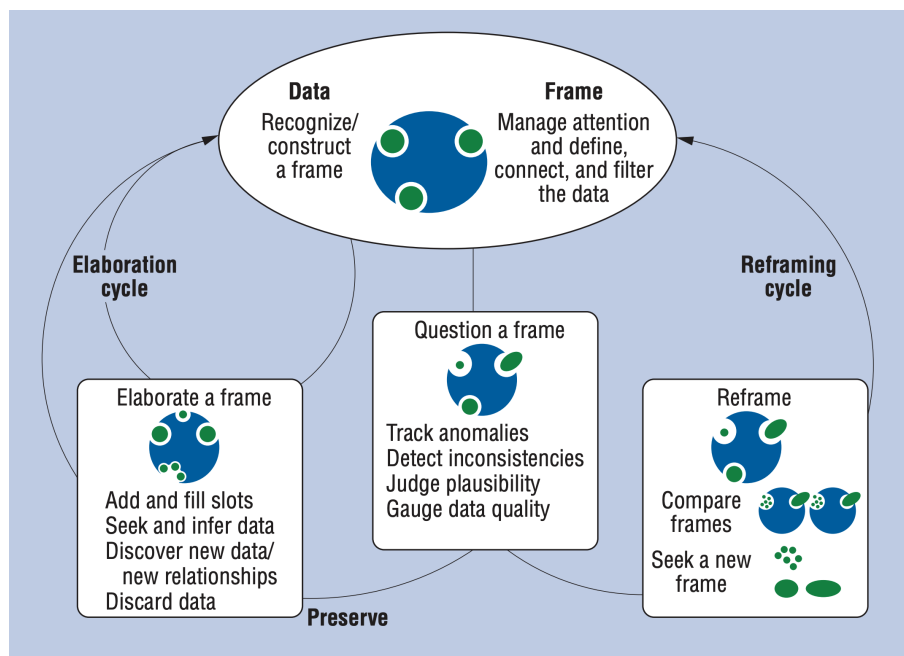 Data
Recognize/
construct
a frame
Frame
Manage attention
and define,
connect, and filter
the data
Elaboration
cycle
Reframing
cycle
Question a frame
Track anomalies
Detect inconsistencies
Judge plausibility
Gauge data quality
Elaborate a frame
Add and fill slots
Seek and infer data
Discover new data/
new relationships
Discard data
Reframe
Compare
frames
Seek a new
frame
Preserve